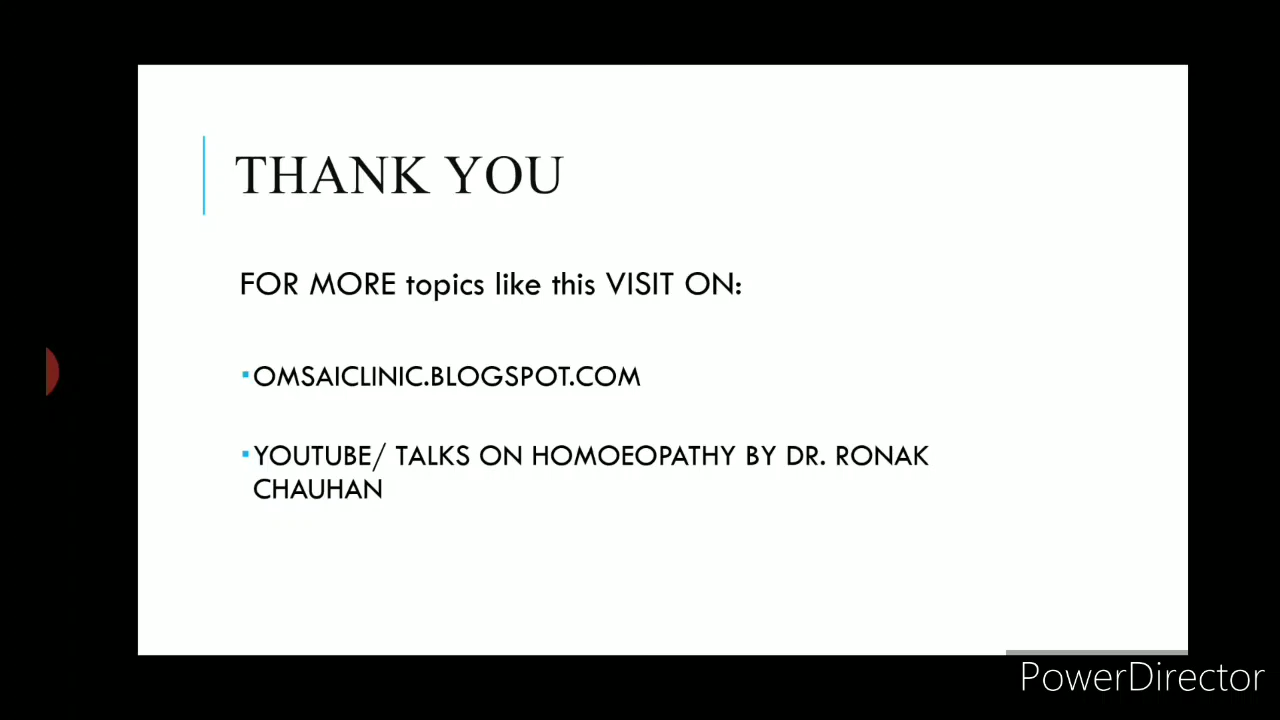 THANK YOU
FOR MORE topics like this VISIT ON:
OMSAICLINIC.BLOGSPOT.COM
YOUTUBE/ TALKS ON HOMOEOPATHY BY DR. RONAK
CHAUHAN
PowerDirector